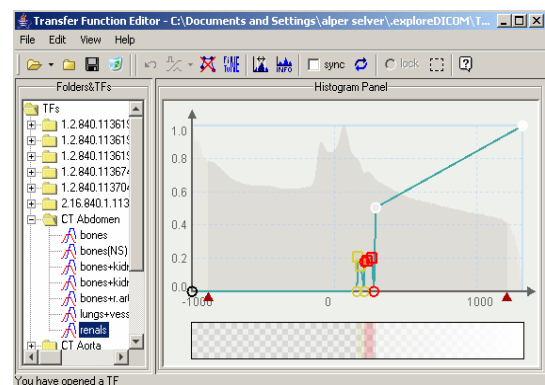 Transfer Function Editor - C:\Documents and Settings\alper selver\.exploreDICOM\T...
File Edit View Help
TUNE INFO sync lock
Folders&TFs
Histogram Panel
TFs
1.2.840.11361
1.2.840.11361
1.2.840.11361
1.2.840.113674
1.2.840.113704
2.16.840.1.113
CT Abdomen
bones
bones(NS)
bones+kidr
bones+kidr
bones+r.art
lungs+vess
renals
CT Aorta
1.0
0.8
0.6
0.4
0.2
0.0
-1000 0 1000
You have opened a TF